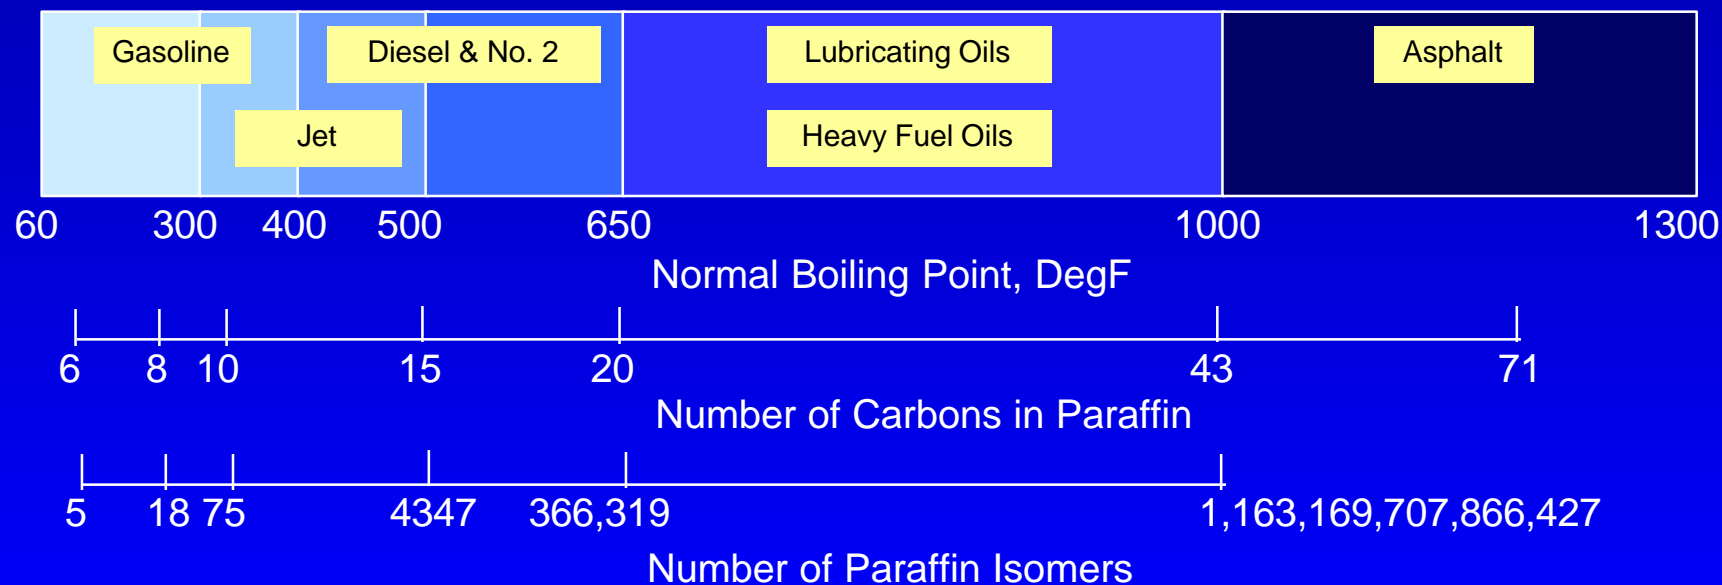 Gasoline Diesel & No. 2 Lubricating Oils Asphalt
Jet Heavy Fuel Oils
60 300 400 500 650 1000 1300
Normal Boiling Point, DegF
6 8 10 15 20 43 71
Number of Carbons in Paraffin
5 18 75 4347 366,319 1,163,169,707,866,427
Number of Paraffin Isomers